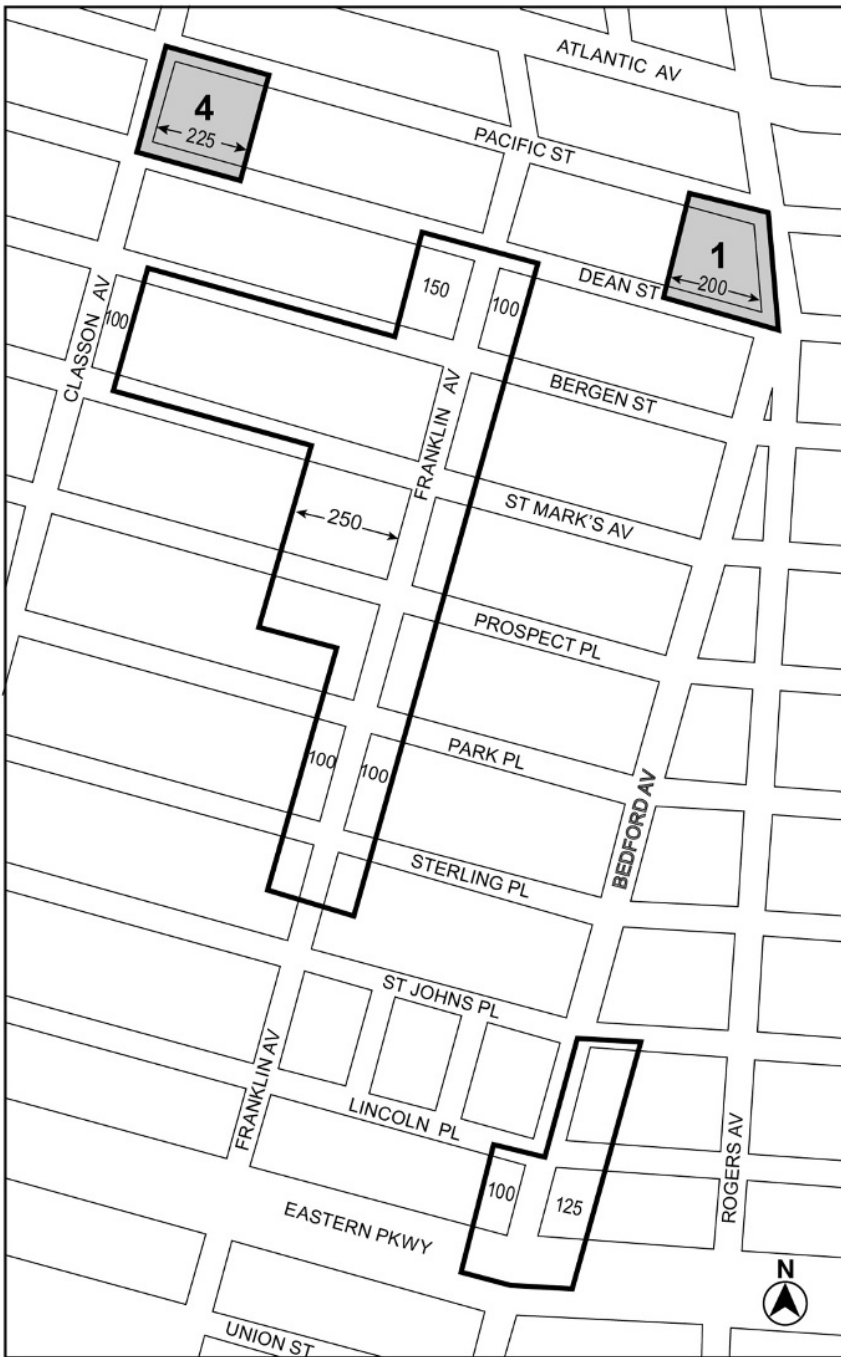 ATLANTIC AV
4
225
PACIFIC ST
1
200
DEAN ST
150
100
CLASSON AV
100
FRANKLIN AV
BERGEN ST
ST MARK'S AV
250
PROSPECT PL
PARK PL
100
100
BEDFORD AV
STERLING PL
ST JOHNS PL
FRANKLIN AV
LINCOLN PL
ROGERS AV
100
125
EASTERN PKWY
N
UNION ST